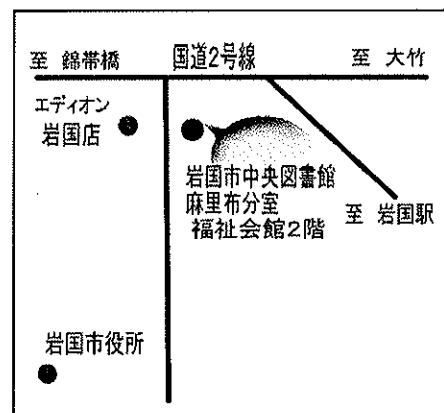 至 錦帯橋 国道2号線 至 大竹
エディオン
岩国店
岩国市中央図書館
麻里布分室
福祉会館2階
至 岩国駅
岩国市役所